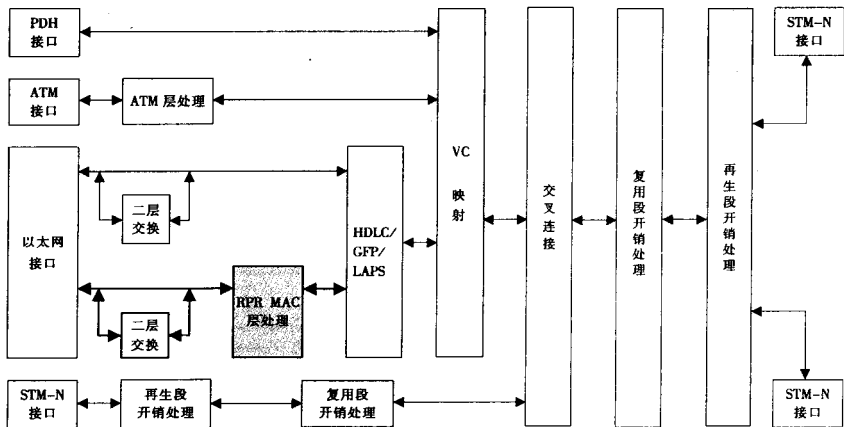 PDH
接口
ATM
接口
ATM 层处理
以太网
接口
二层
交换
二层
交换
RPR MAC
层处理
HDLC/
GFP/
LAPS
VC
映射
交叉连接
复用段开销处理
再生段开销处理
STM-N
接口
STM-N
接口
STM-N
接口
再生段
开销处理
复用段
开销处理